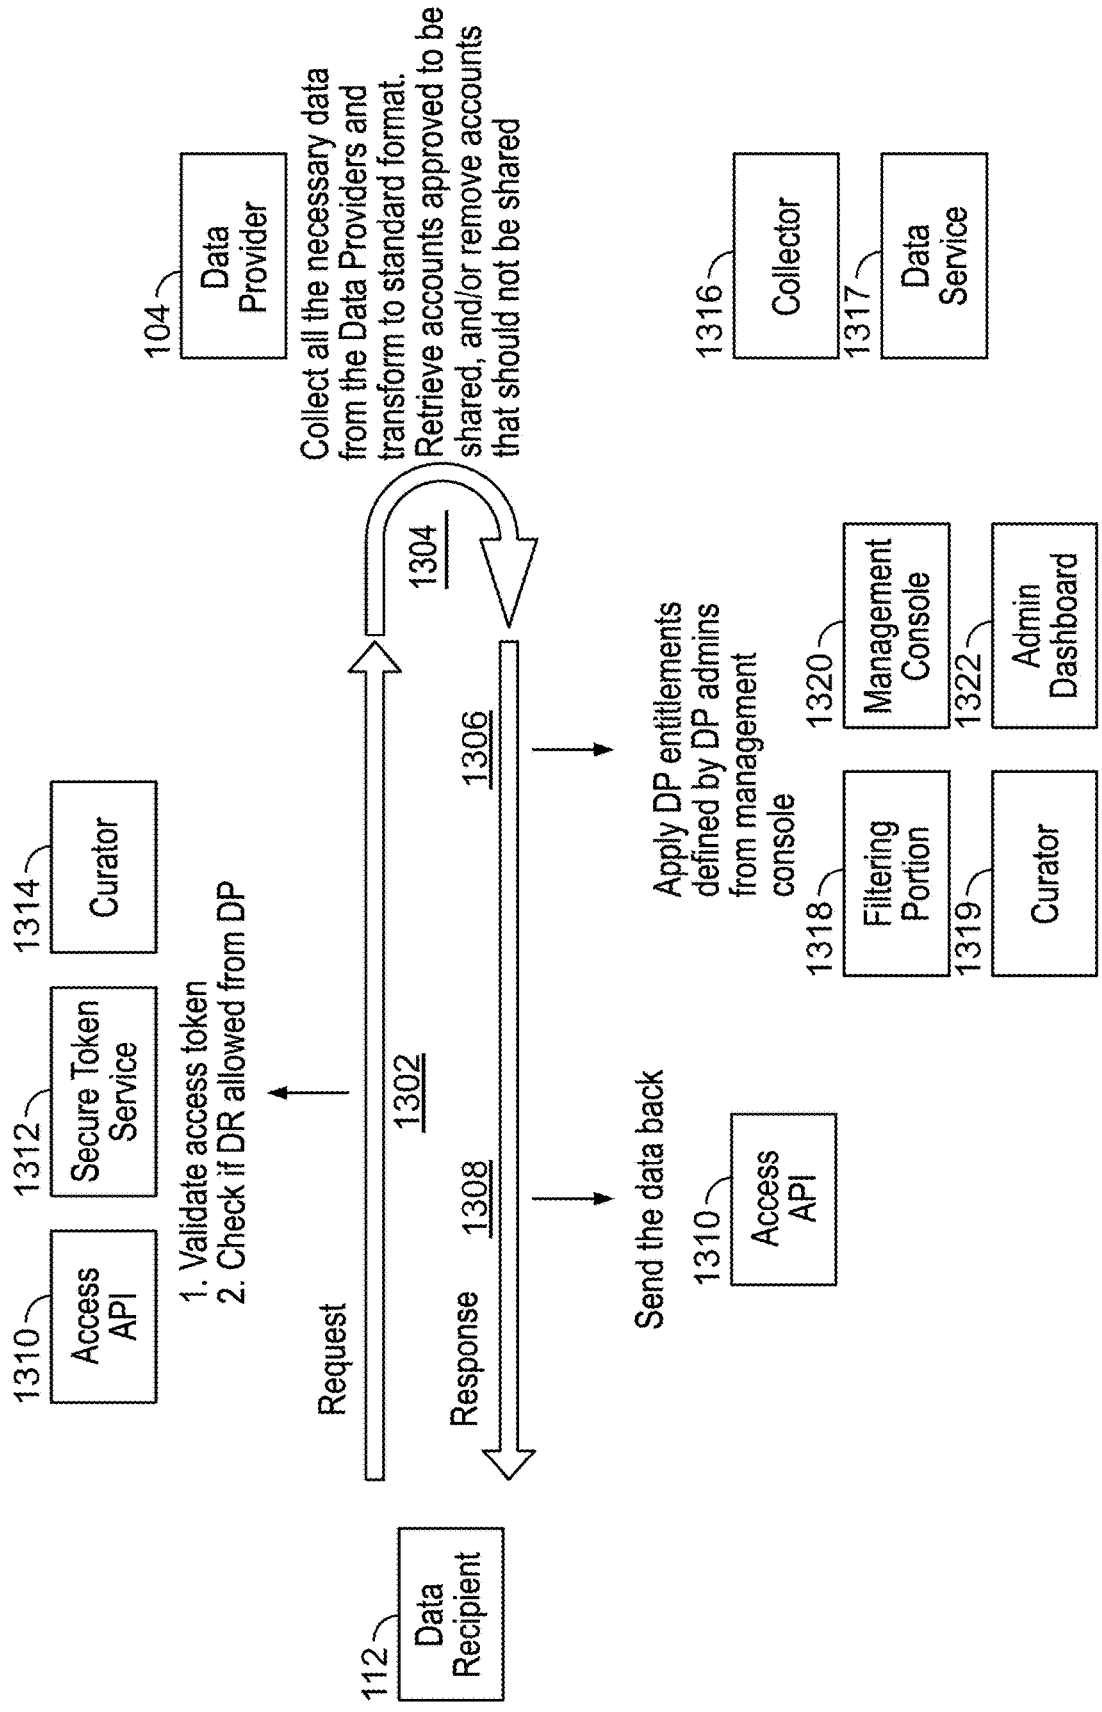 1310
Access
API
1312
Secure Token
Service
1314
Curator
1. Validate access token
2. Check if DR allowed from DP
104
Data
Provider
Collect all the necessary data
from the Data Providers and
transform to standard format.
Retrieve accounts approved to be
shared, and/or remove accounts
that should not be shared
Request
1302
1304
112
Data
Recipient
Response
1308
1306
Send the data back
1310
Access
API
Apply DP entitlements
defined by DP admins
from management
console
1318
Filtering
Portion
1320
Management
Console
1319
Curator
1322
Admin
Dashboard
1316
Collector
1317
Data
Service